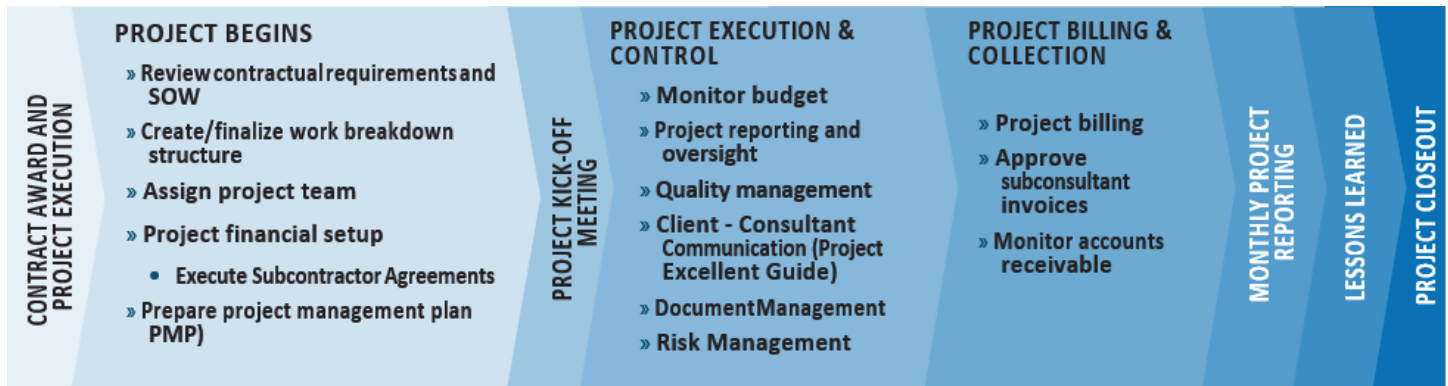 CONTRACT AWARD AND
PROJECT EXECUTION
PROJECT BEGINS
» Review contractual requirements and
SOW
» Create/finalize work breakdown
structure
» Assign project team
» Project financial setup
• Execute Subcontractor Agreements
» Prepare project management plan
PMP)
PROJECT KICK-OFF
MEETING
PROJECT EXECUTION &
CONTROL
» Monitor budget
» Project reporting and
oversight
» Quality management
» Client - Consultant
Communication (Project
Excellent Guide)
» DocumentManagement
» Risk Management
PROJECT BILLING &
COLLECTION
» Project billing
» Approve
subconsultant
invoices
» Monitor accounts
receivable
MONTHLY PROJECT
REPORTING
LESSONS LEARNED
PROJECT CLOSEOUT